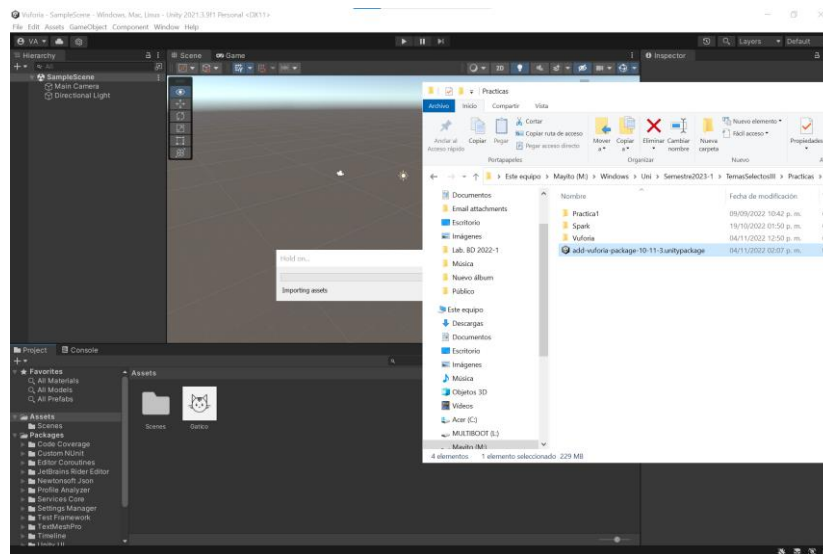 Vuforia - SampleScene - Windows, Mac, Linux - Unity 2021.3.9f1 Personal <DX11>
File Edit Assets GameObject Component Window Help
VA
Layers
Default
Hierarchy
Scene
Game
Inspector
All
2D
SampleScene
Main Camera
Directional Light
Practicas
Archivo Inicio Compartir Vista
Anclar al Acceso rápido
Copiar
Pegar
Cortar
Copiar ruta de acceso
Pegar acceso directo
Mover a
Copiar a
Eliminar
Cambiar nombre
Nueva carpeta
Nuevo elemento
Fácil acceso
Propiedades
Portapapeles
Organizar
Nuevo
Este equipo > Mayito (M:) > Windows > Uni > Semestre2023-1 > TemasSelectosIII > Practicas >
Nombre
Fecha de modificación
Documentos
Email attachments
Escritorio
Imágenes
Lab. BD 2022-1
Música
Nuevo álbum
Público
Este equipo
Descargas
Documentos
Escritorio
Imágenes
Música
Objetos 3D
Vídeos
Acer (C:)
MULTIBOOT (L:)
Mayito (M:)
Practica1 09/09/2022 10:42 p. m.
Spark 19/10/2022 01:50 p. m.
Vuforia 04/11/2022 12:50 p. m.
add-vuforia-package-10-11-3.unitypackage 04/11/2022 02:07 p. m.
4 elementos 1 elemento seleccionado 229 MB
Hold on...
Importing assets
Project
Console
Favorites
All Materials
All Models
All Prefabs
Assets
Scenes
Packages
Code Coverage
Custom NUnit
Editor Coroutines
JetBrains Rider Editor
Newtonsoft Json
Profile Analyzer
Services Core
Settings Manager
Test Framework
TextMeshPro
Timeline
Unity UI
Assets
Scenes
Gatico